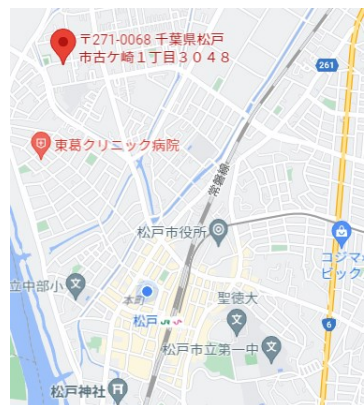 〒271-0068 千葉県松戸
市古ケ崎1丁目3048
261
東葛クリニック病院
常磐線
松戸市役所
コジマ
ビック
立中部小
本町
聖徳大
松戸
6
松戸市立第一中
松戸神社